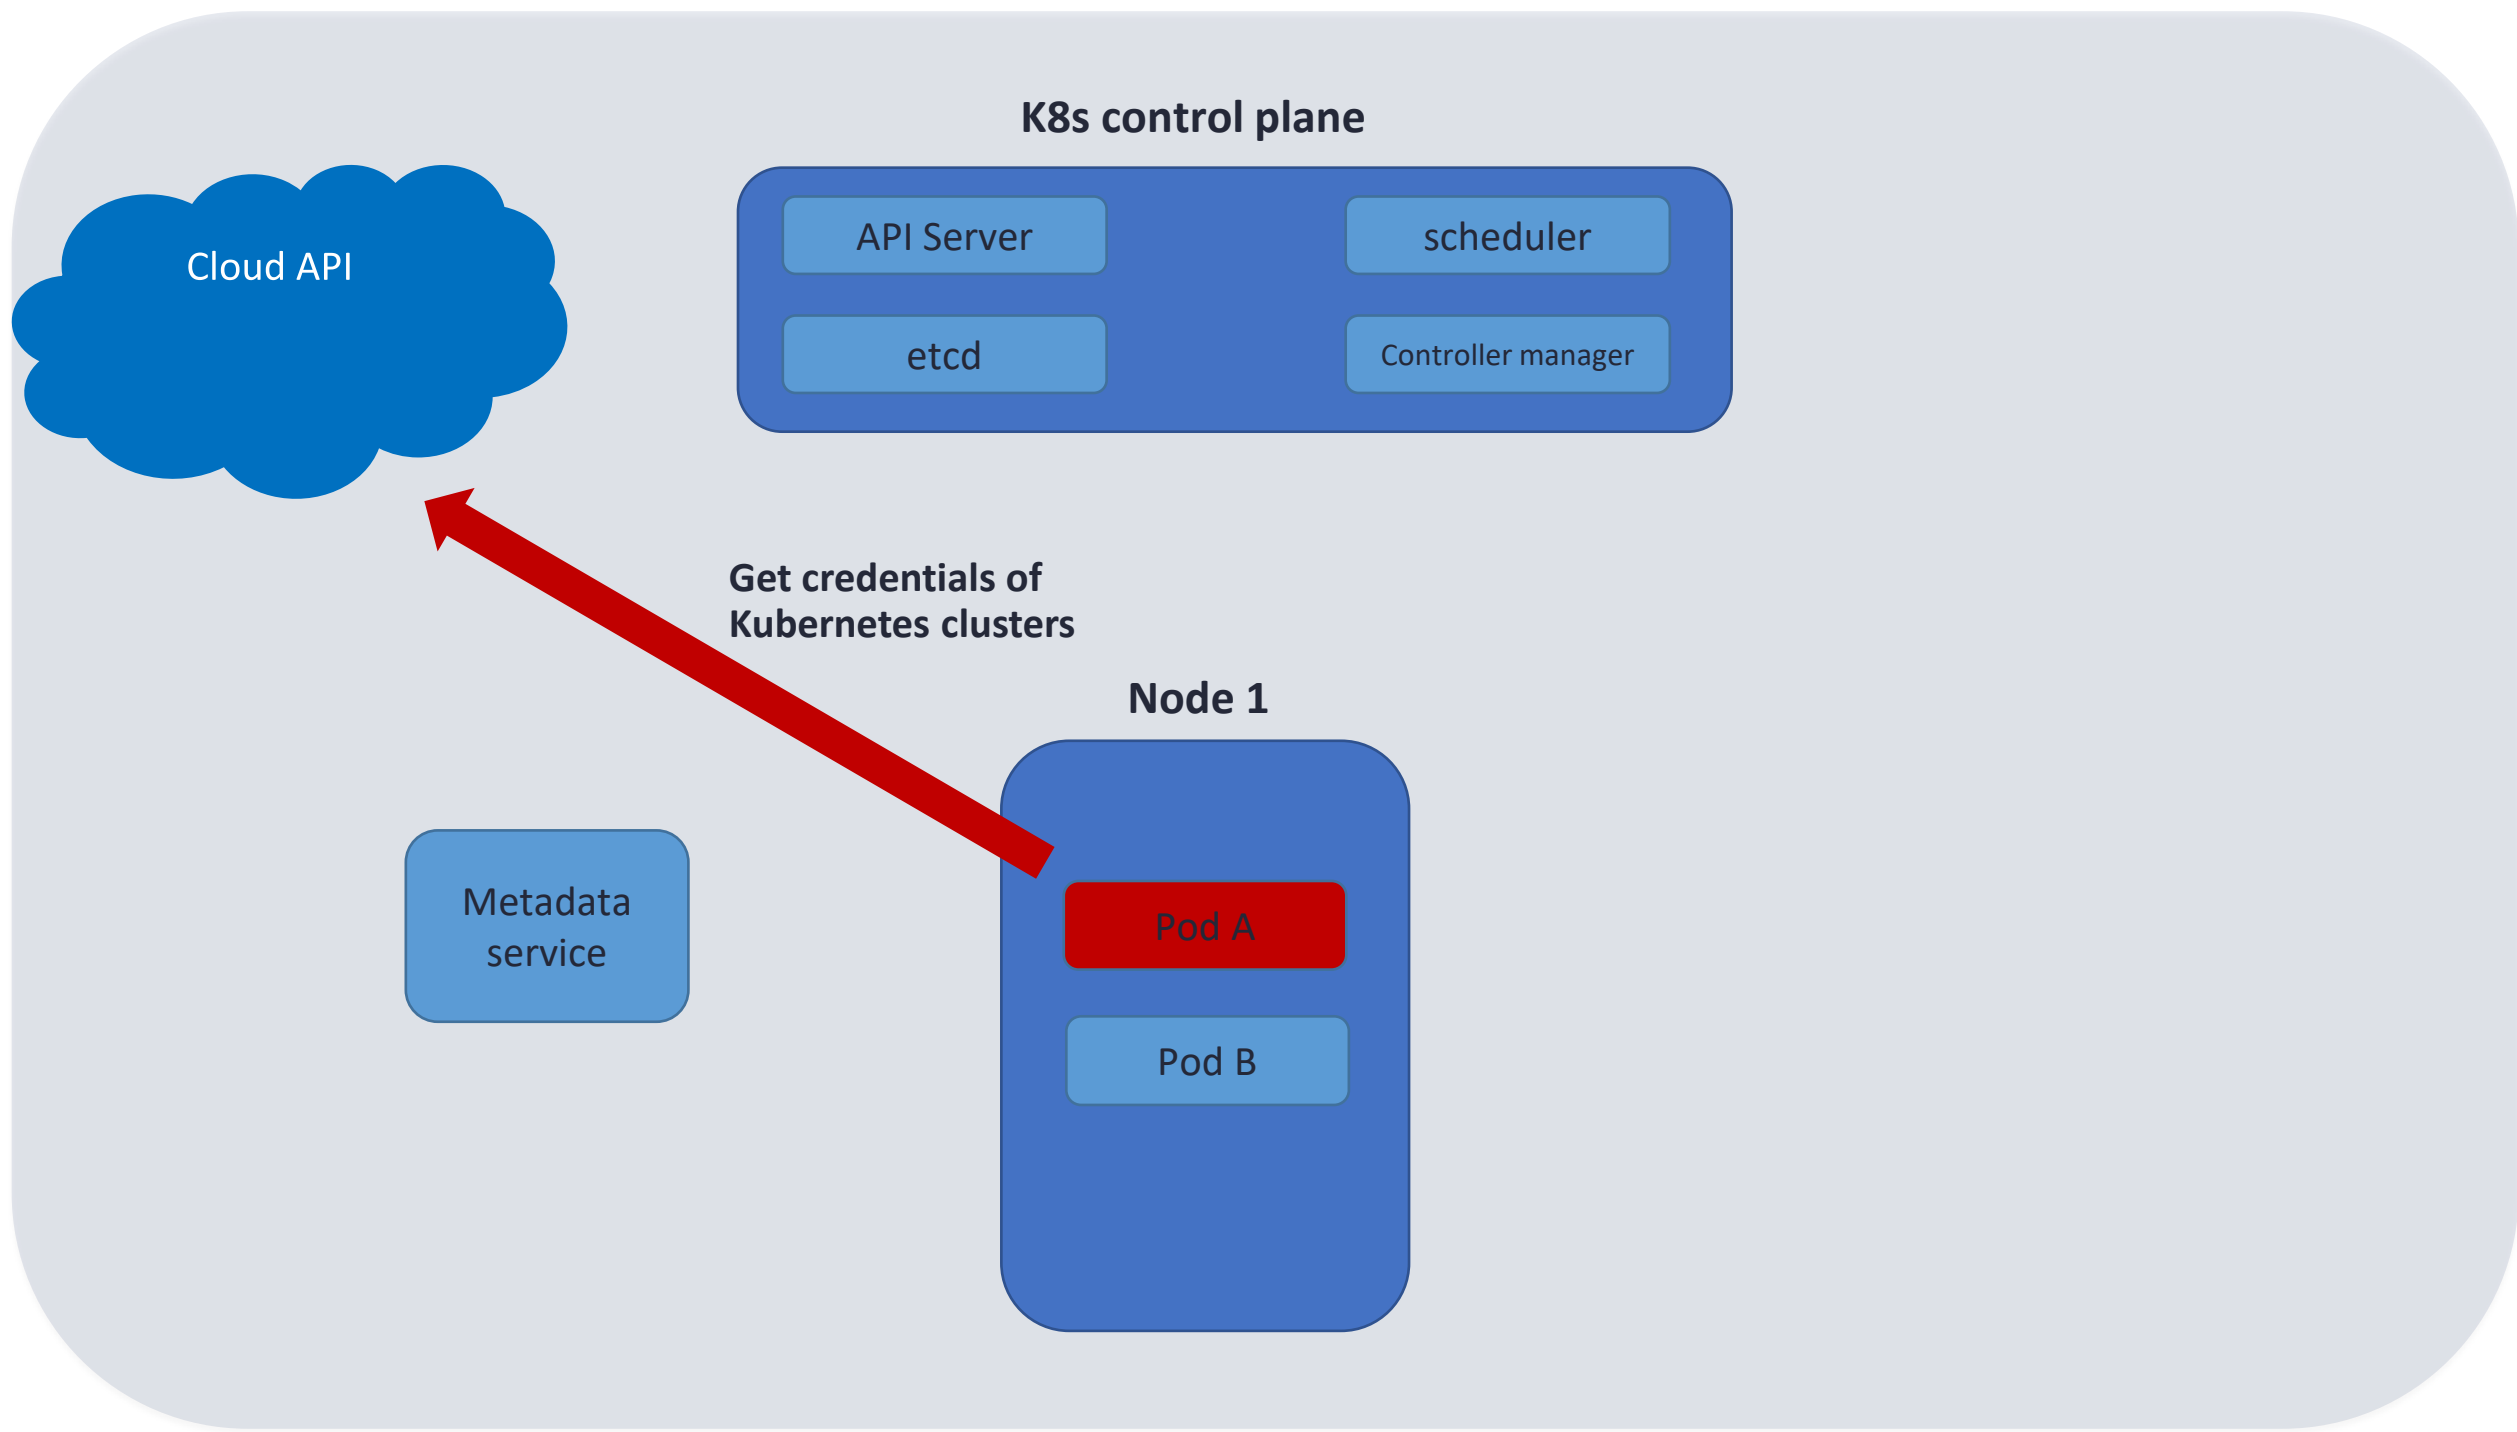 K8s control plane
API Server
scheduler
Cloud API
etcd
Controller manager
Get credentials of
Kubernetes clusters
Node 1
Metadata
service
Pod A
Pod B